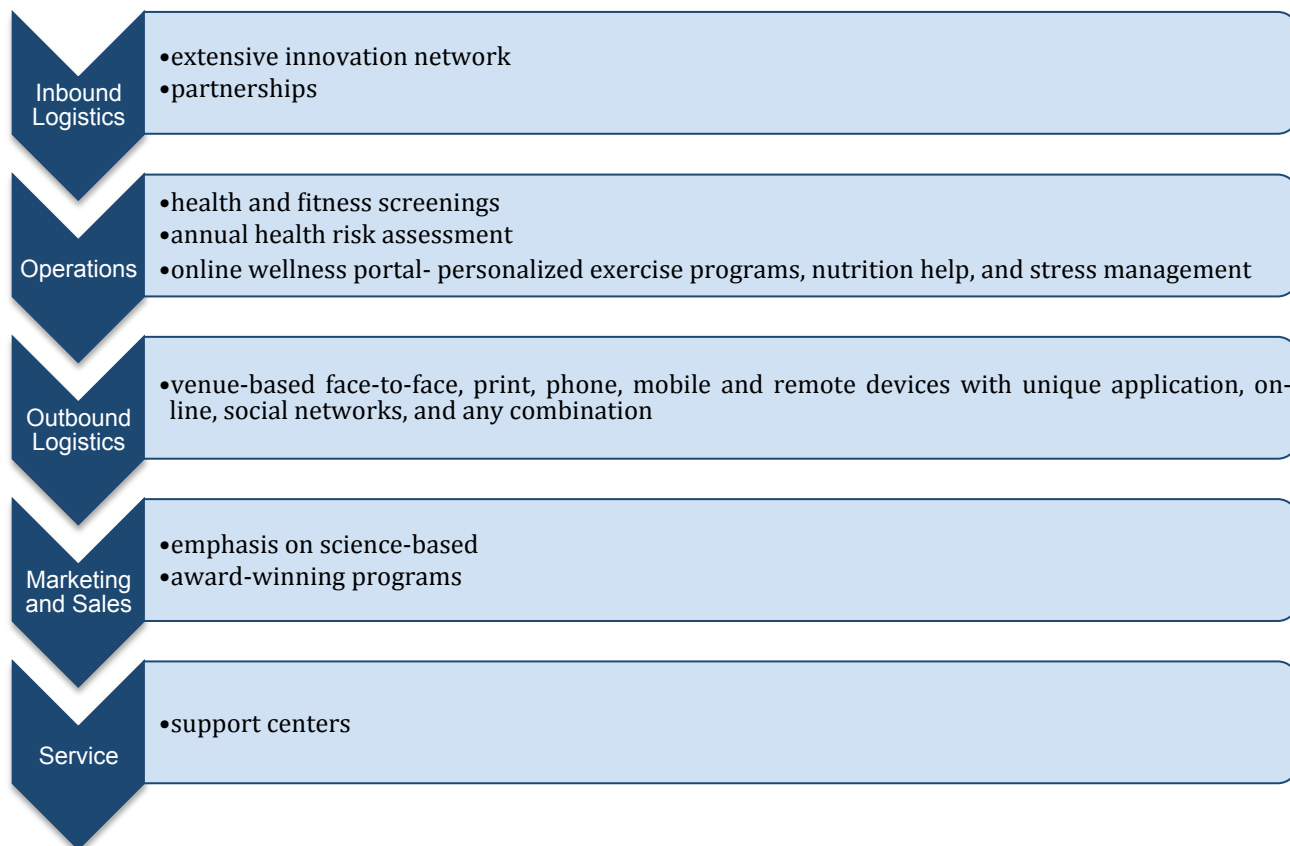 Inbound
Logistics
•extensive innovation network
•partnerships
Operations
•health and fitness screenings
•annual health risk assessment
•online wellness portal- personalized exercise programs, nutrition help, and stress management
Outbound
Logistics
•venue-based face-to-face, print, phone, mobile and remote devices with unique application, on-
line, social networks, and any combination
Marketing
and Sales
•emphasis on science-based
•award-winning programs
Service
•support centers